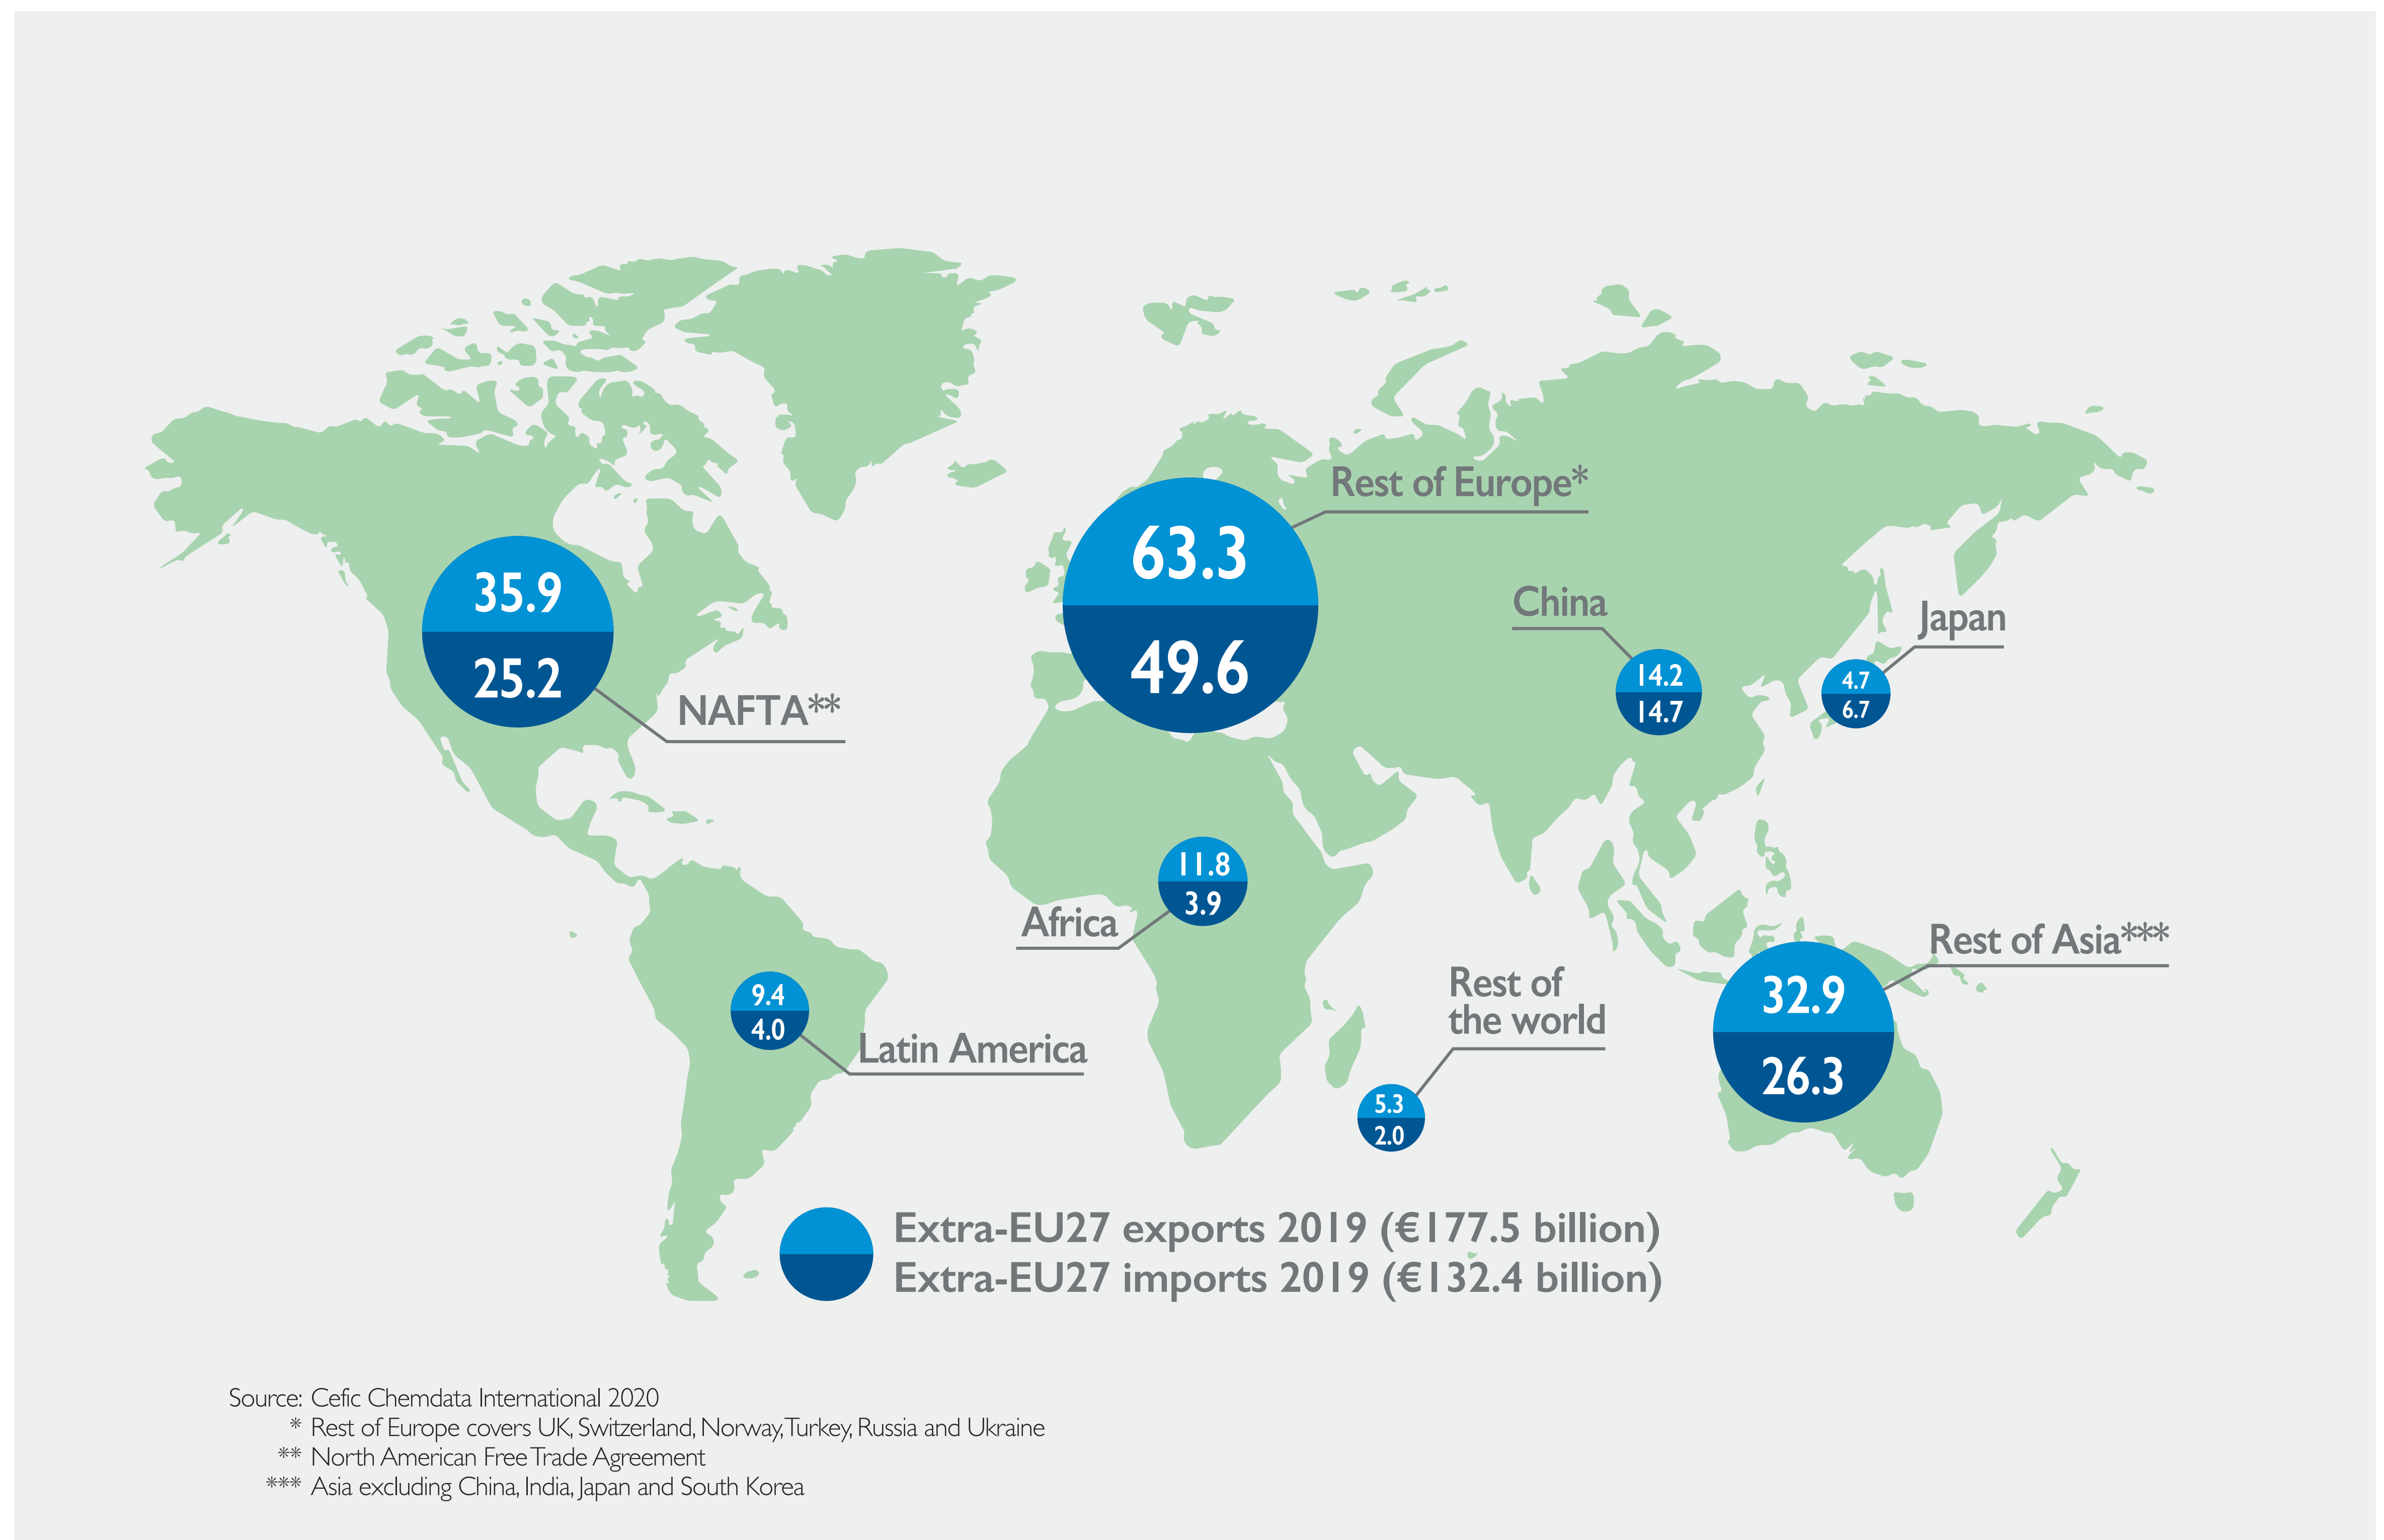 Rest of Europe*
63.3
49.6
35.9
25.2
NAFTA**
China
14.2
14.7
Japan
4.7
6.7
11.8
3.9
Africa
Rest of Asia***
32.9
26.3
9.4
4.0
Latin America
Rest of
the world
5.3
2.0
Extra-EU27 exports 2019 (€177.5 billion)
Extra-EU27 imports 2019 (€132.4 billion)
Source: Cefic Chemdata International 2020
* Rest of Europe covers UK, Switzerland, Norway, Turkey, Russia and Ukraine
** North American Free Trade Agreement
*** Asia excluding China, India, Japan and South Korea